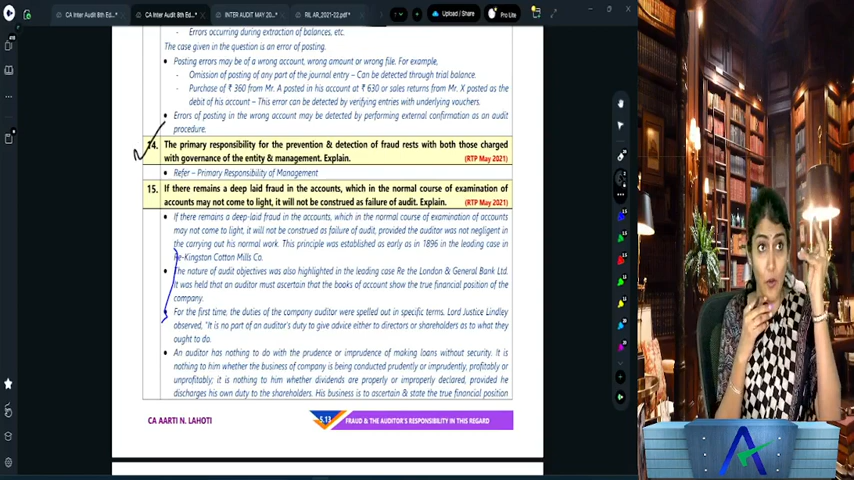 CA Inter Audit 8th Ed...*
CA Inter Audit 8th Ed...*
INTER AUDIT MAY 20...*
RIL AR_2021-22.pdf*
Upload / Share
Pro Lite
- Errors occurring during extraction of balances, etc.
The case given in the question is an error of posting.
• Posting errors may be of a wrong account, wrong amount or wrong file. For example,
- Omission of posting of any part of the journal entry – Can be detected through trial balance.
- Purchase of ₹ 360 from Mr. A posted in his account at ₹ 630 or sales returns from Mr. X posted as the
debit of his account – This error can be detected by verifying entries with underlying vouchers.
• Errors of posting in the wrong account may be detected by performing external confirmation as an audit
procedure.
14. The primary responsibility for the prevention & detection of fraud rests with both those charged
with governance of the entity & management. Explain. (RTP May 2021)
• Refer – Primary Responsibility of Management
15. If there remains a deep laid fraud in the accounts, which in the normal course of examination of
accounts may not come to light, it will not be construed as failure of audit. Explain. (RTP May 2021)
• If there remains a deep-laid fraud in the accounts, which in the normal course of examination of accounts
may not come to light, it will not be construed as failure of audit, provided the auditor was not negligent in
the carrying out his normal work. This principle was established as early as in 1896 in the leading case in
Re-Kingston Cotton Mills Co.
• The nature of audit objectives was also highlighted in the leading case Re the London & General Bank Ltd.
It was held that an auditor must ascertain that the books of account show the true financial position of the
company.
• For the first time, the duties of the company auditor were spelled out in specific terms. Lord Justice Lindley
observed, "It is no part of an auditor's duty to give advice either to directors or shareholders as to what they
ought to do.
• An auditor has nothing to do with the prudence or imprudence of making loans without security. It is
nothing to him whether the business of company is being conducted prudently or imprudently, profitably or
unprofitably; it is nothing to him whether dividends are properly or improperly declared, provided he
discharges his own duty to the shareholders. His business is to ascertain & state the true financial position
CA AARTI N. LAHOTI
5.13
FRAUD & THE AUDITOR'S RESPONSIBILITY IN THIS REGARD